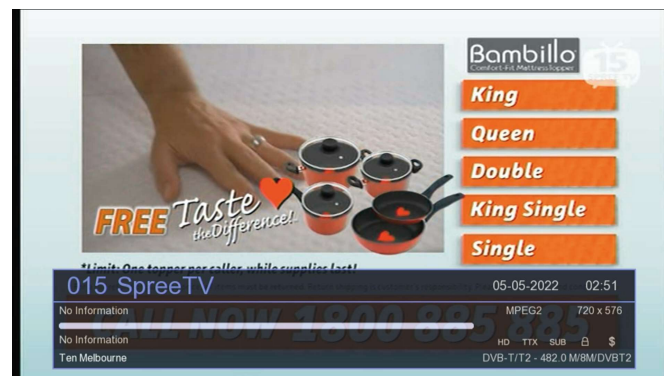 Bambillo
Comfort-Fit Mattress Topper
15
SPREE TV
King
Queen
Double
King Single
Single
FREE Taste
the Difference!..
*Limit: One topper per caller, while supplies last!
015 SpreeTV
05-05-2022 02:51
No Information
MPEG2 720 x 576
CALL NOW 1800 885 885
No Information
HD TTX SUB $
Ten Melbourne
DVB-T/T2 - 482.0 M/8M/DVBT2